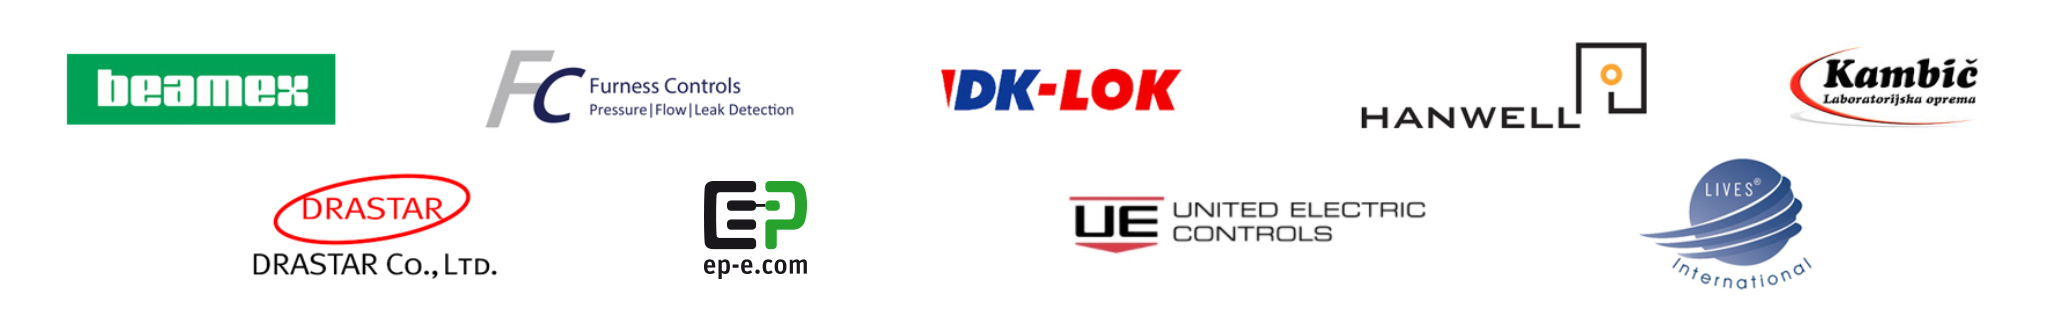 beamex
FC
Furness Controls
Pressure|Flow|Leak Detection
DK-LOK
HANWELL
Kambič
Laboratorijska oprema
DRASTAR
DRASTAR Co., LTD.
EP
ep-e.com
UE
UNITED ELECTRIC
CONTROLS
LIVES®
International